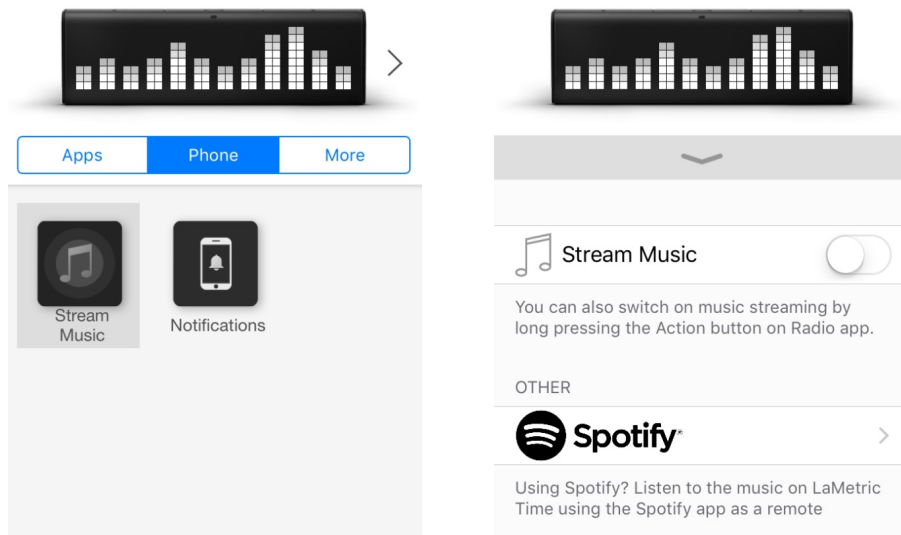 Apps
Phone
More
Stream
Music
Notifications
Stream Music
You can also switch on music streaming by
long pressing the Action button on Radio app.
OTHER
Spotify
Using Spotify? Listen to the music on LaMetric
Time using the Spotify app as a remote